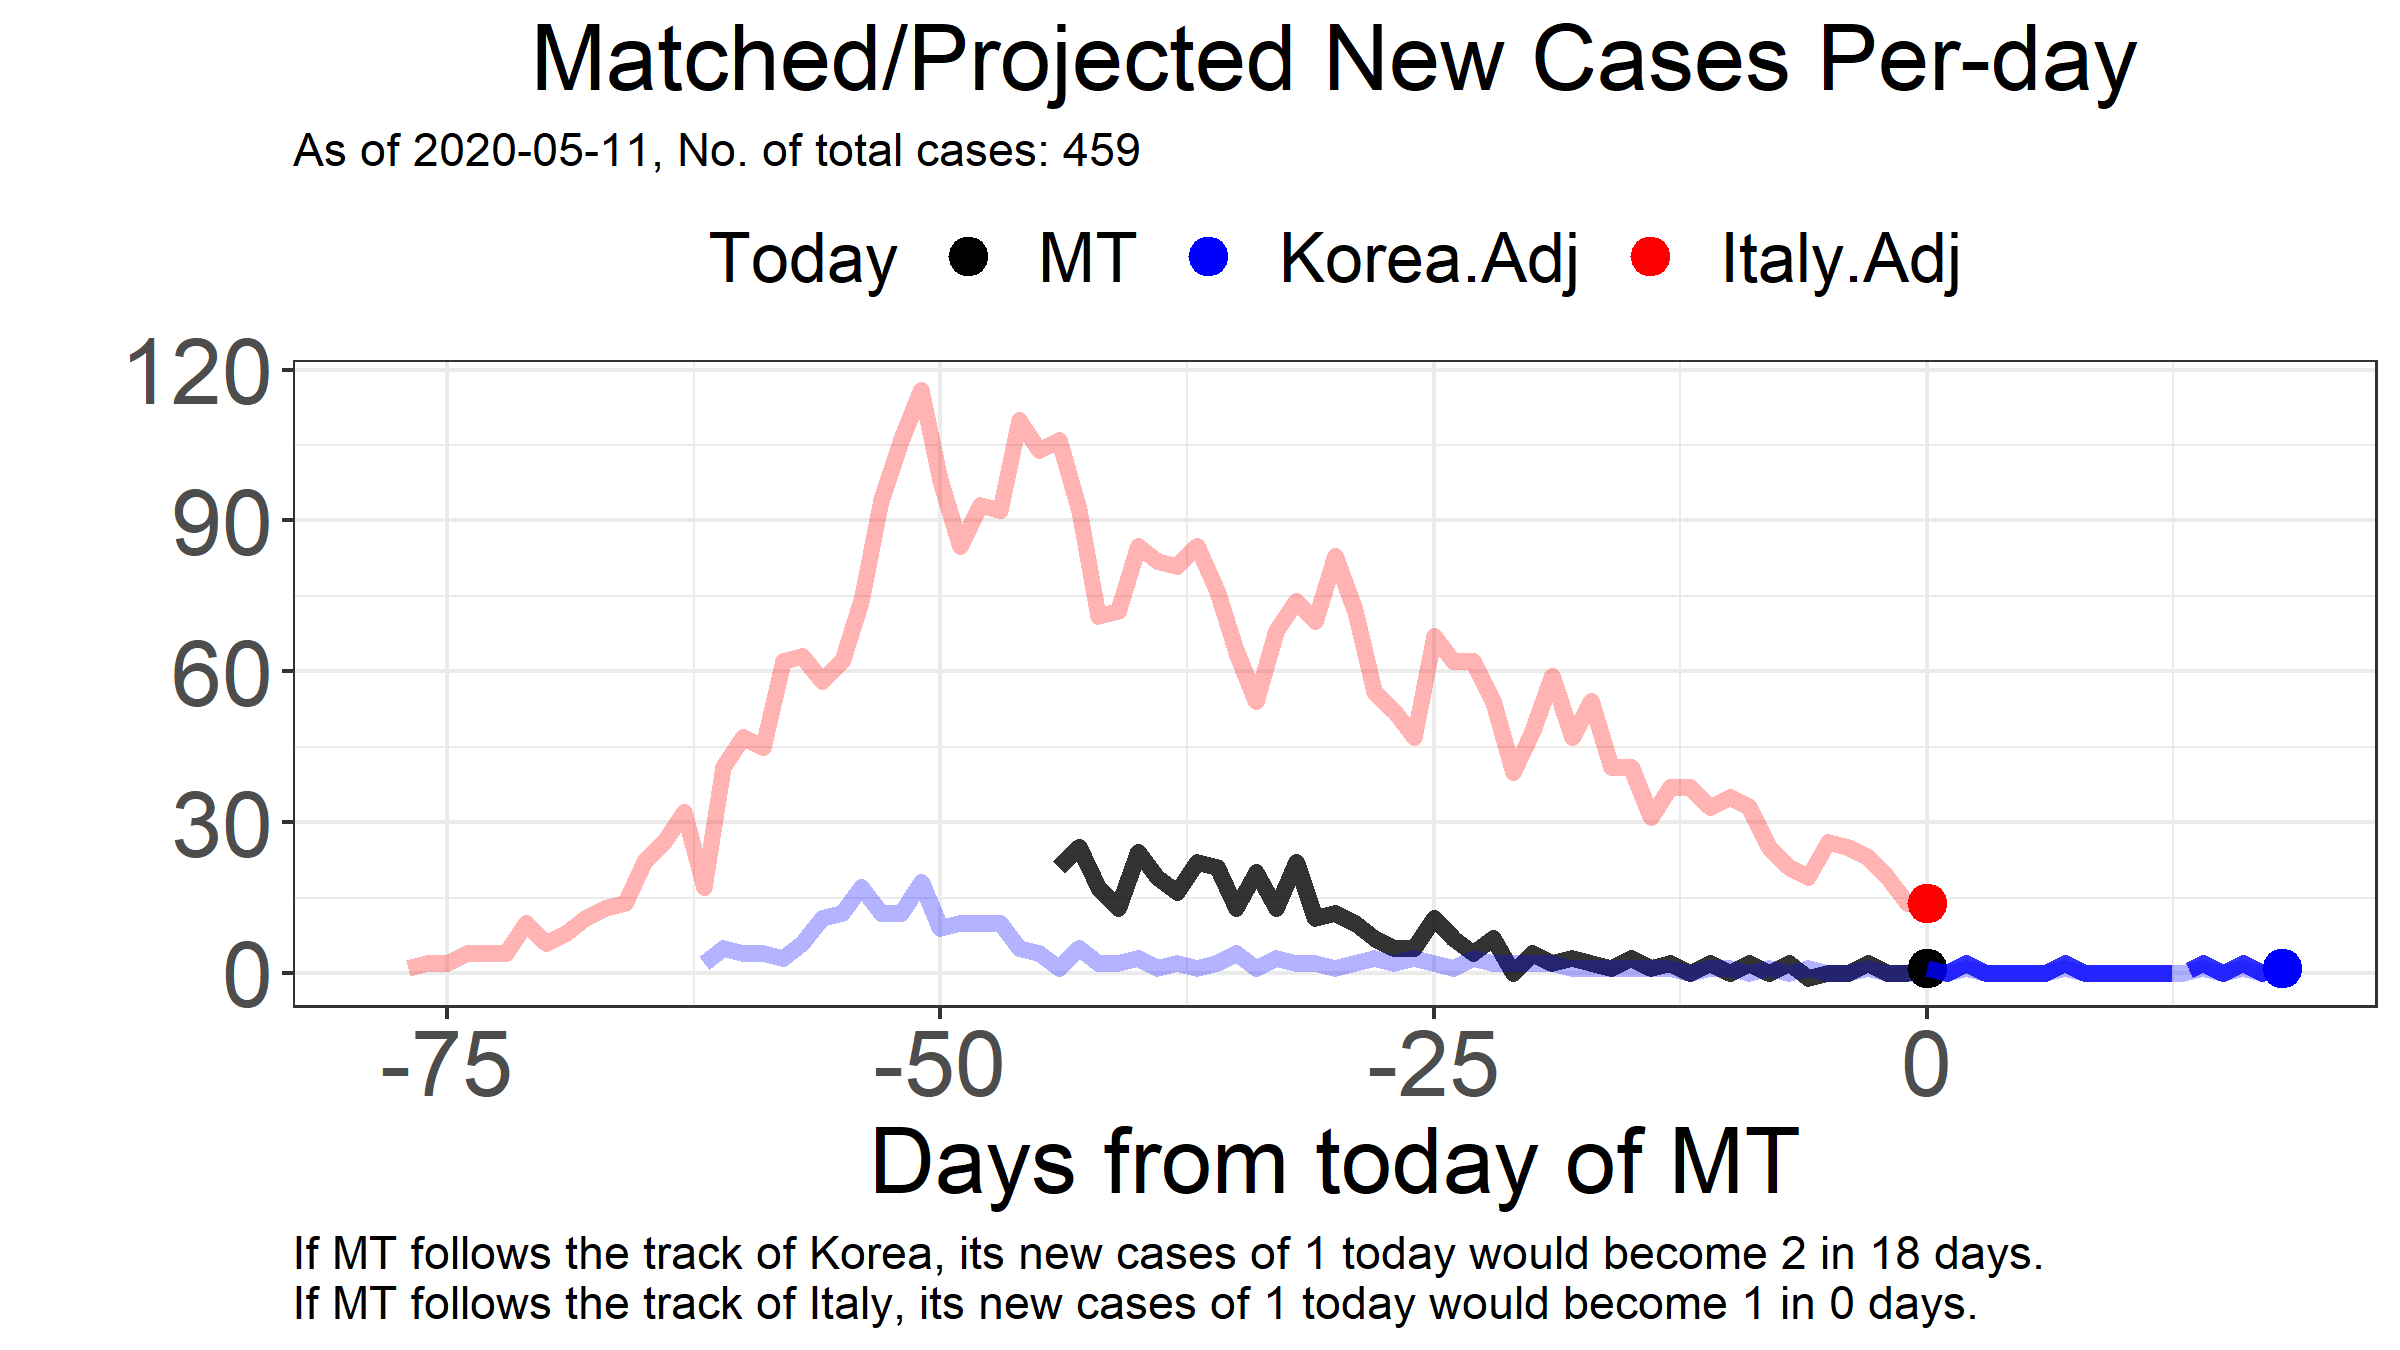 Matched/Projected New Cases Per-day
As of 2020-05-11, No. of total cases: 459
Today MT Korea.Adj Italy.Adj
120
90
60
30
0
-75 -50 -25 0
Days from today of MT
If MT follows the track of Korea, its new cases of 1 today would become 2 in 18 days.
If MT follows the track of Italy, its new cases of 1 today would become 1 in 0 days.